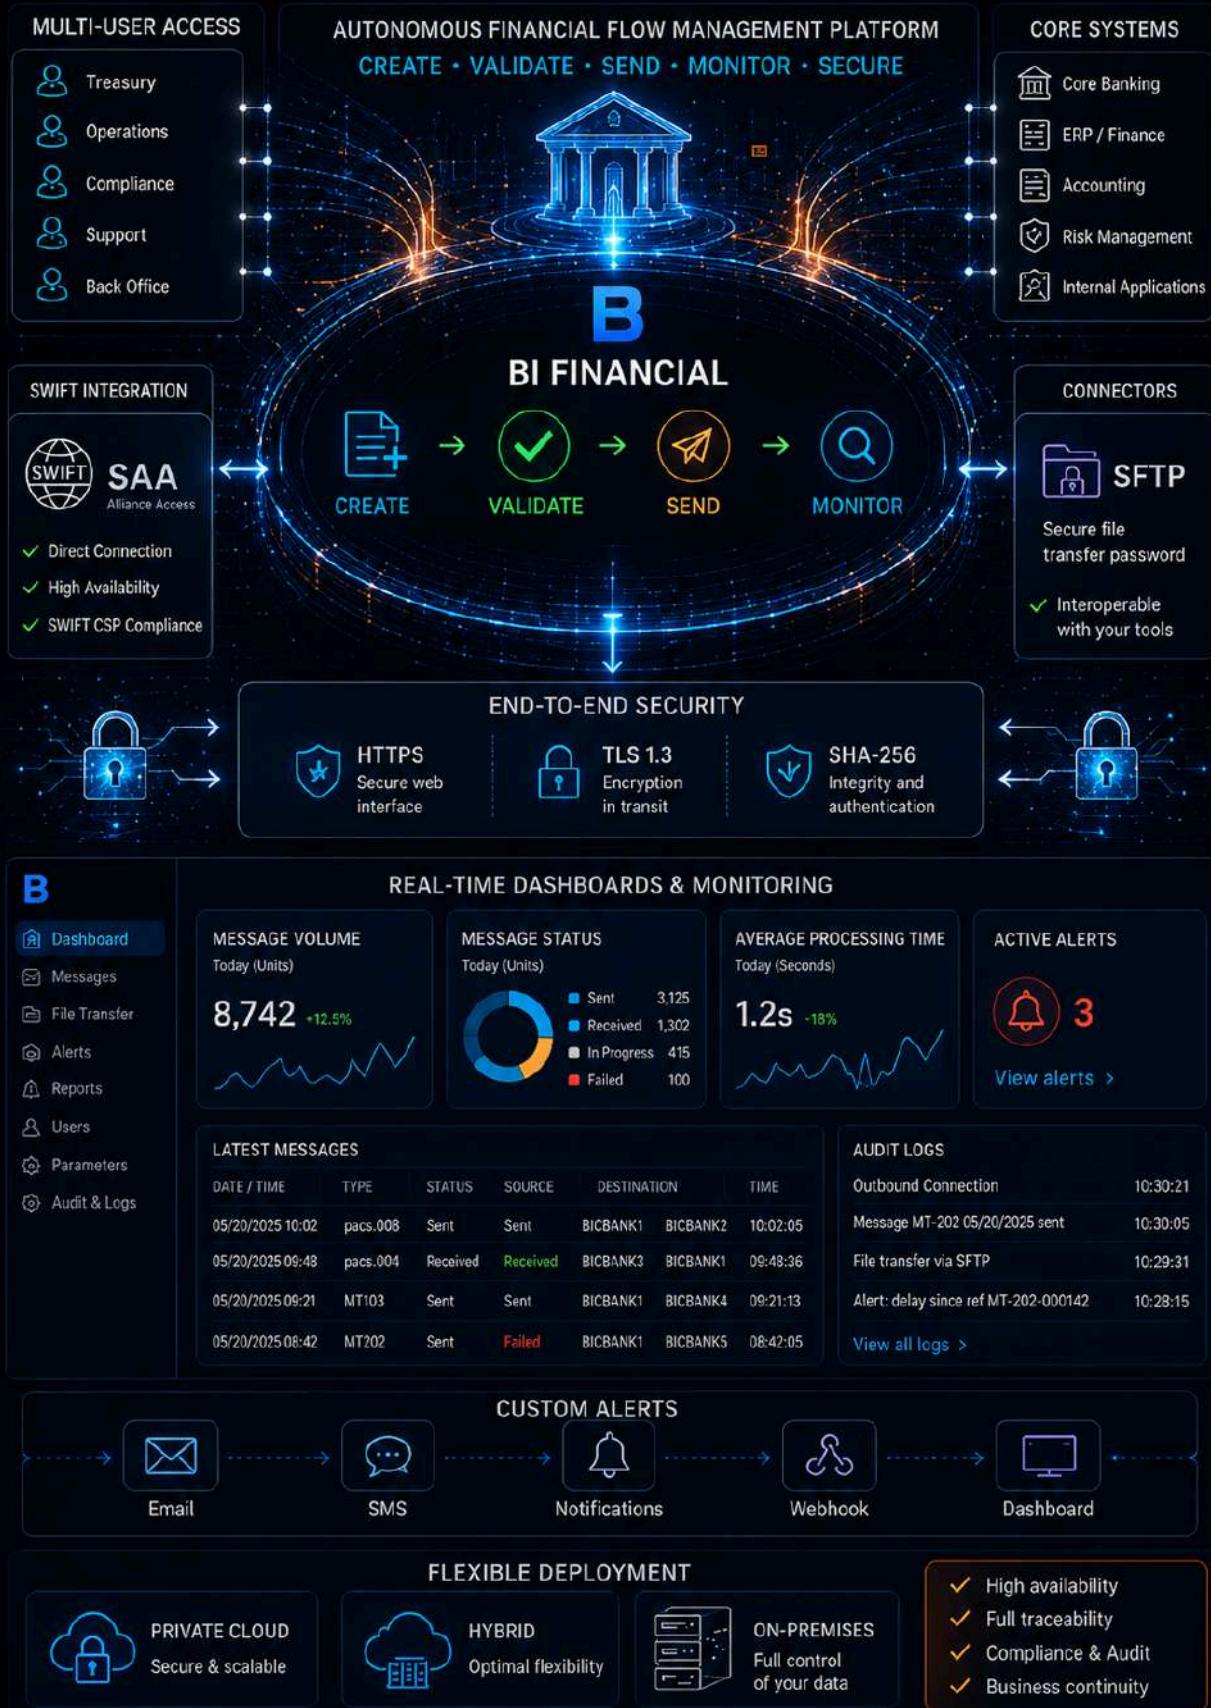 MULTI-USER ACCESS
Treasury
Operations
Compliance
Support
Back Office
AUTONOMOUS FINANCIAL FLOW MANAGEMENT PLATFORM
CREATE • VALIDATE • SEND • MONITOR • SECURE
CORE SYSTEMS
Core Banking
ERP / Finance
Accounting
Risk Management
Internal Applications
B
BI FINANCIAL
CREATE
VALIDATE
SEND
MONITOR
SWIFT INTEGRATION
SWIFT
SAA
Alliance Access
Direct Connection
High Availability
SWIFT CSP Compliance
CONNECTORS
SFTP
Secure file
transfer password
Interoperable
with your tools
END-TO-END SECURITY
HTTPS
Secure web
interface
TLS 1.3
Encryption
in transit
SHA-256
Integrity and
authentication
B
Dashboard
Messages
File Transfer
Alerts
Reports
Users
Parameters
Audit & Logs
REAL-TIME DASHBOARDS & MONITORING
MESSAGE VOLUME
Today (Units)
8,742 +12.5%
MESSAGE STATUS
Today (Units)
Sent 3,125
Received 1,302
In Progress 415
Failed 100
AVERAGE PROCESSING TIME
Today (Seconds)
1.2s -18%
ACTIVE ALERTS
3
View alerts >
LATEST MESSAGES
DATE / TIME TYPE STATUS SOURCE DESTINATION TIME
05/20/2025 10:02 pacs.008 Sent Sent BICBANK1 BICBANK2 10:02:05
05/20/2025 09:48 pacs.004 Received Received BICBANK3 BICBANK1 09:48:36
05/20/2025 09:21 MT103 Sent Sent BICBANK1 BICBANK4 09:21:13
05/20/2025 08:42 MT202 Sent Failed BICBANK1 BICBANK5 08:42:05
AUDIT LOGS
Outbound Connection 10:30:21
Message MT-202 05/20/2025 sent 10:30:05
File transfer via SFTP 10:29:31
Alert: delay since ref MT-202-000142 10:28:15
View all logs >
CUSTOM ALERTS
Email
SMS
Notifications
Webhook
Dashboard
FLEXIBLE DEPLOYMENT
PRIVATE CLOUD
Secure & scalable
HYBRID
Optimal flexibility
ON-PREMISES
Full control
of your data
High availability
Full traceability
Compliance & Audit
Business continuity